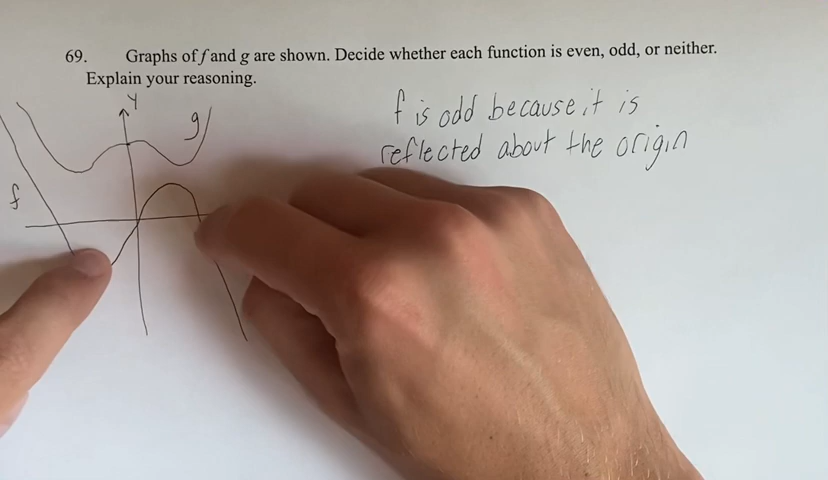 69. Graphs of f and g are shown. Decide whether each function is even, odd, or neither.
Explain your reasoning.
Y
g
f is odd because it is
reflected about the origin
f